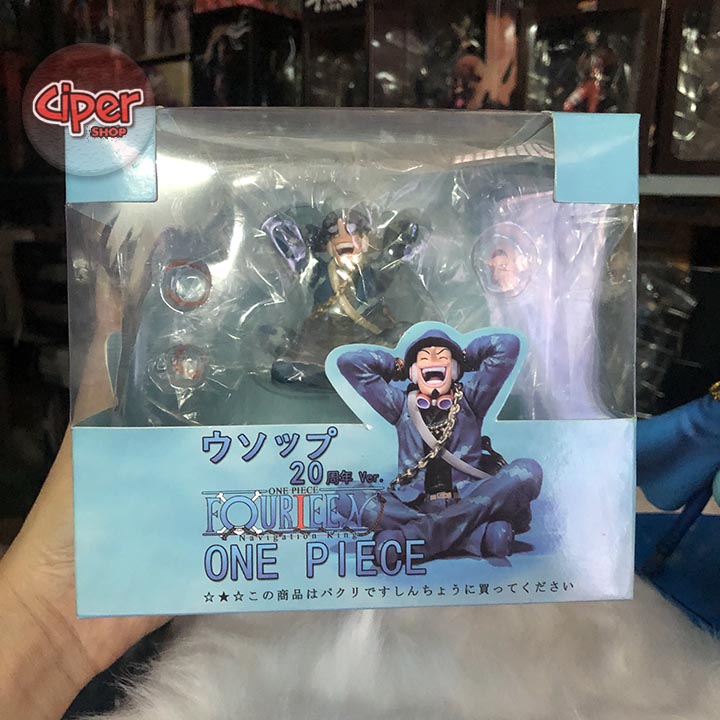 Ciper
SHOP
ウソップ
20周年 Ver.
ONE PIECE
FOURIEEN
Navigation King
ONE PIECE
☆★☆この商品はパクリですしんちょうに買ってください